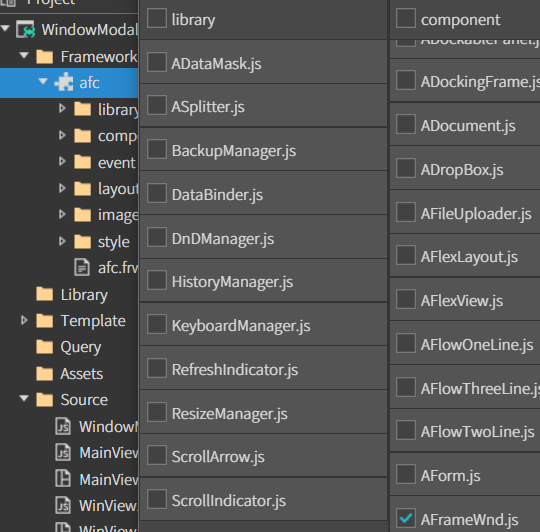 Project
WindowModal
Framework
afc
library
comp
event
layou
image
style
afc.frw
Library
Template
Query
Assets
Source
WindowM
MainView
MainView
WinView
WinView
library
ADataMask.js
ASplitter.js
BackupManager.js
DataBinder.js
DnDManager.js
HistoryManager.js
KeyboardManager.js
RefreshIndicator.js
ResizeManager.js
ScrollArrow.js
ScrollIndicator.js
component
ADockablePanel.js
ADockingFrame.js
ADocument.js
ADropBox.js
AFileUploader.js
AFlexLayout.js
AFlexView.js
AFlowOneLine.js
AFlowThreeLine.js
AFlowTwoLine.js
AForm.js
AFrameWnd.js